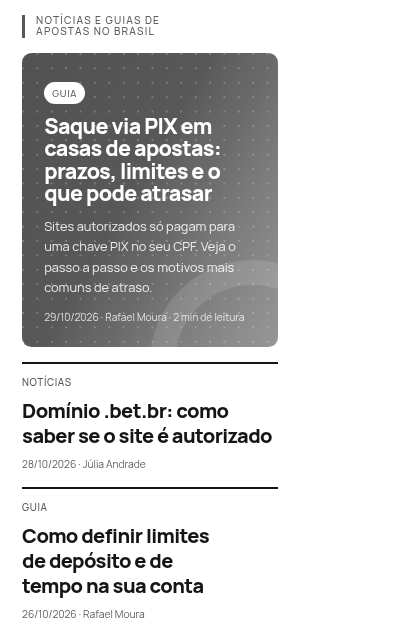 NOTÍCIAS E GUIAS DE
APOSTAS NO BRASIL
GUIA
Saque via PIX em
casas de apostas:
prazos, limites e o
que pode atrasar
Sites autorizados só pagam para
uma chave PIX no seu CPF. Veja o
passo a passo e os motivos mais
comuns de atraso.
29/10/2026 · Rafael Moura · 2 min de leitura
NOTÍCIAS
Domínio .bet.br: como
saber se o site é autorizado
28/10/2026 · Júlia Andrade
GUIA
Como definir limites
de depósito e de
tempo na sua conta
26/10/2026 · Rafael Moura